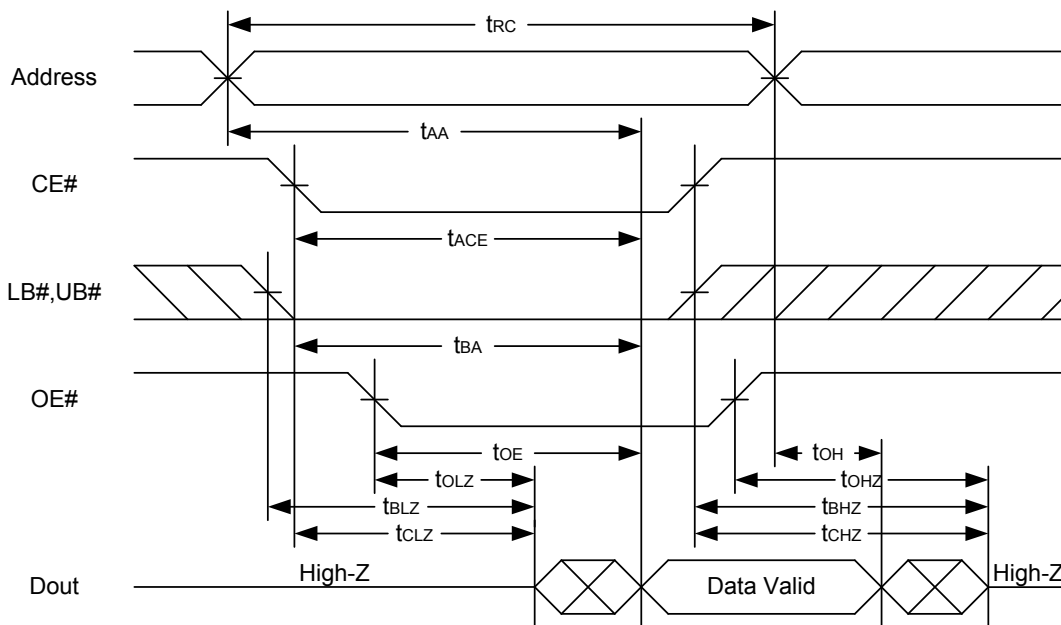 tRC
Address
tAA
CE#
tACE
LB#,UB#
tBA
OE#
tOE tOH
tOLZ tOHZ
tBLZ tBHZ
tCLZ tCHZ
Dout High-Z Data Valid High-Z